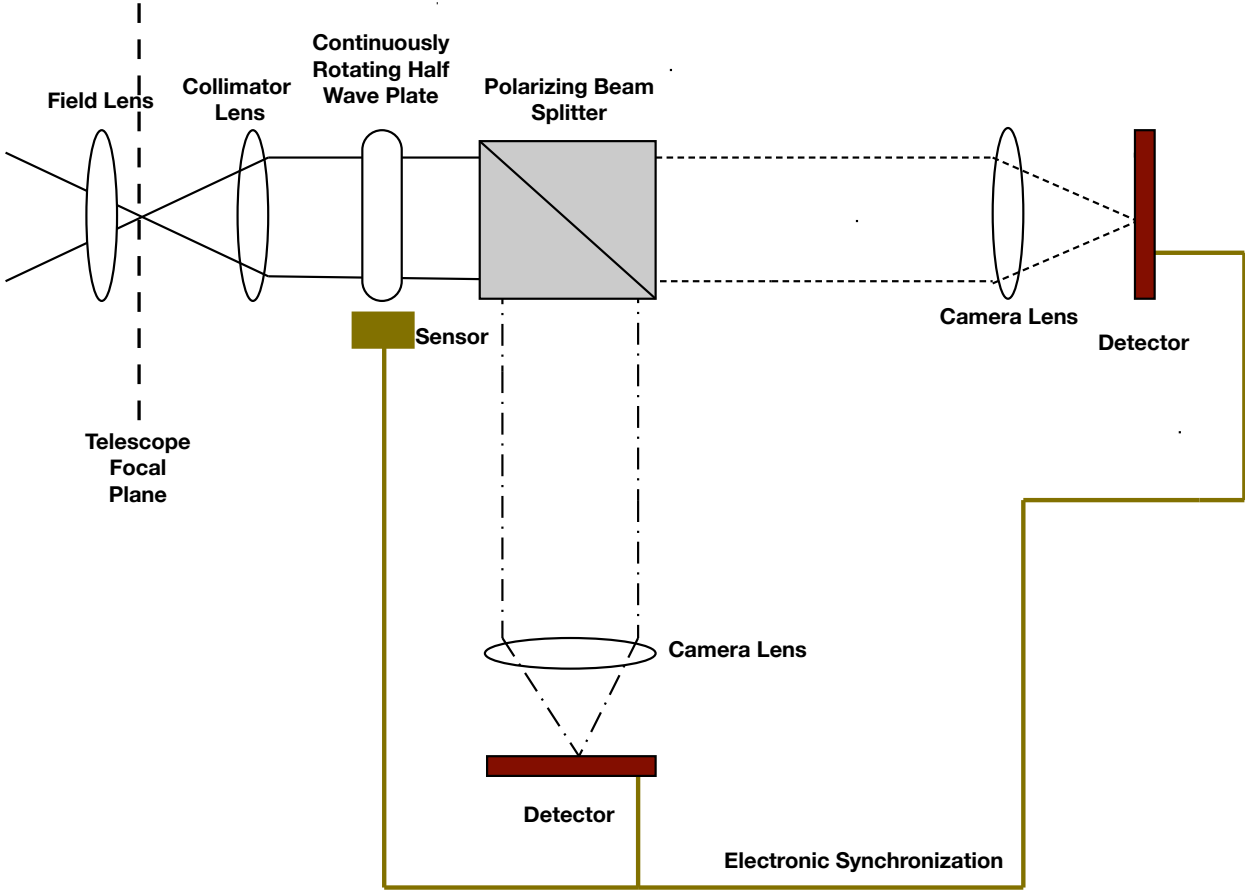 Continuously
Rotating Half
Wave Plate
Field Lens
Collimator
Lens
Polarizing Beam
Splitter
Sensor
Camera Lens
Detector
Telescope
Focal
Plane
Camera Lens
Detector
Electronic Synchronization